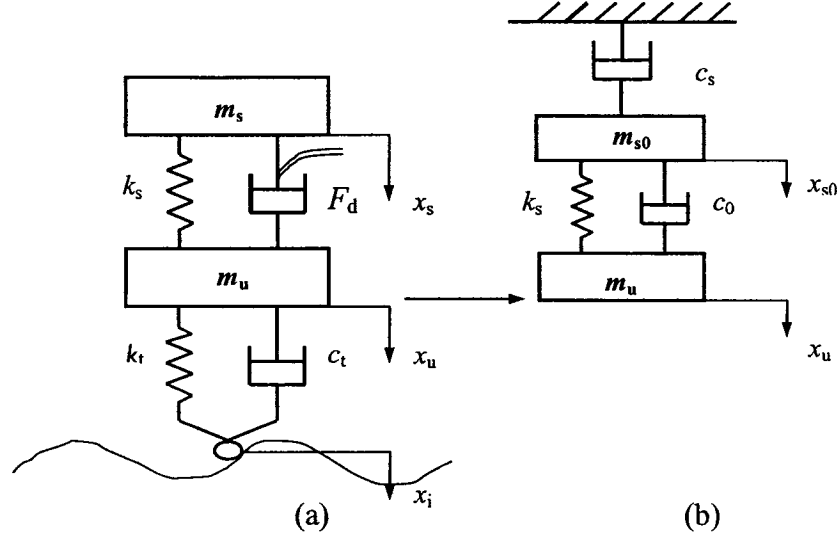 m_s
k_s
F_d
x_s
m_u
k_t
c_t
x_u
x_i
(a)
c_s
m_s0
x_s0
k_s
c_0
m_u
x_u
(b)